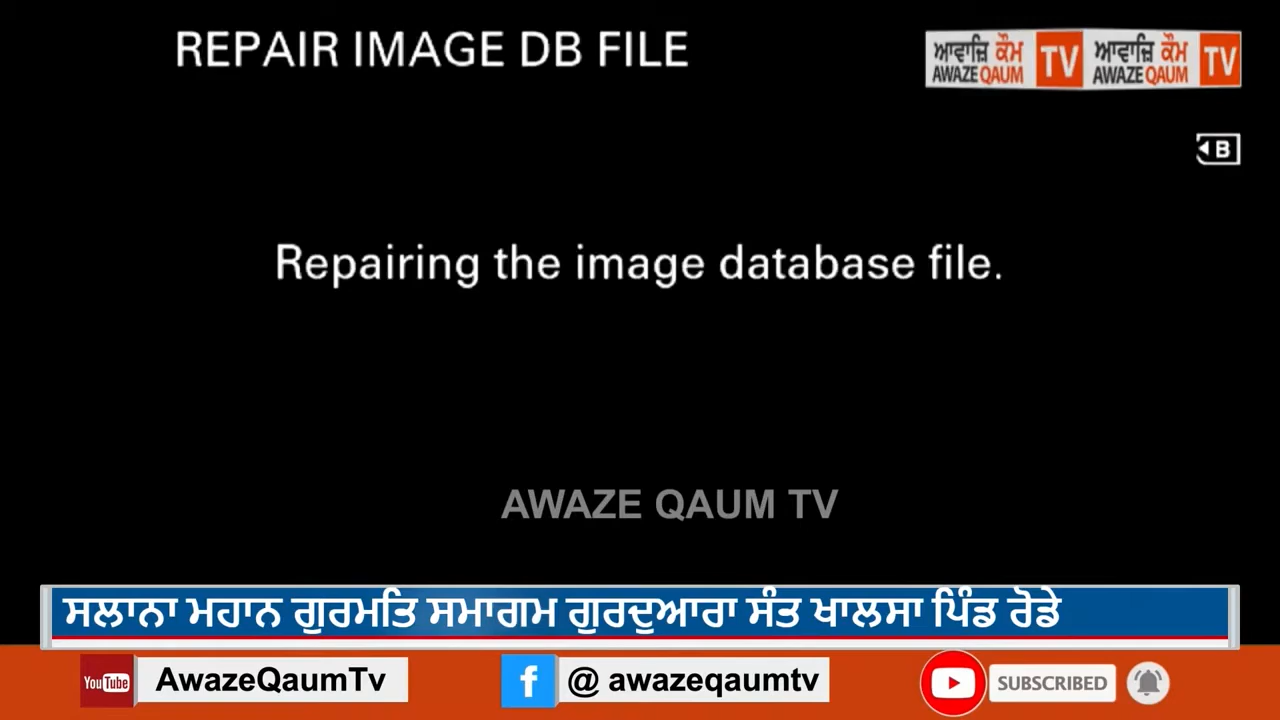 REPAIR IMAGE DB FILE
ਆਵਾਜ਼ਿ ਕੌਮ TV ਆਵਾਜ਼ਿ ਕੌਮ TV
AWAZE QAUM AWAZE QAUM
B
Repairing the image database file.
AWAZE QAUM TV
ਸਲਾਨਾ ਮਹਾਨ ਗੁਰਮਤਿ ਸਮਾਗਮ ਗੁਰਦੁਆਰਾ ਸੰਤ ਖਾਲਸਾ ਪਿੰਡ ਰੋਡੇ
YouTube AwazeQaumTv f @ awazeqaumtv SUBSCRIBED